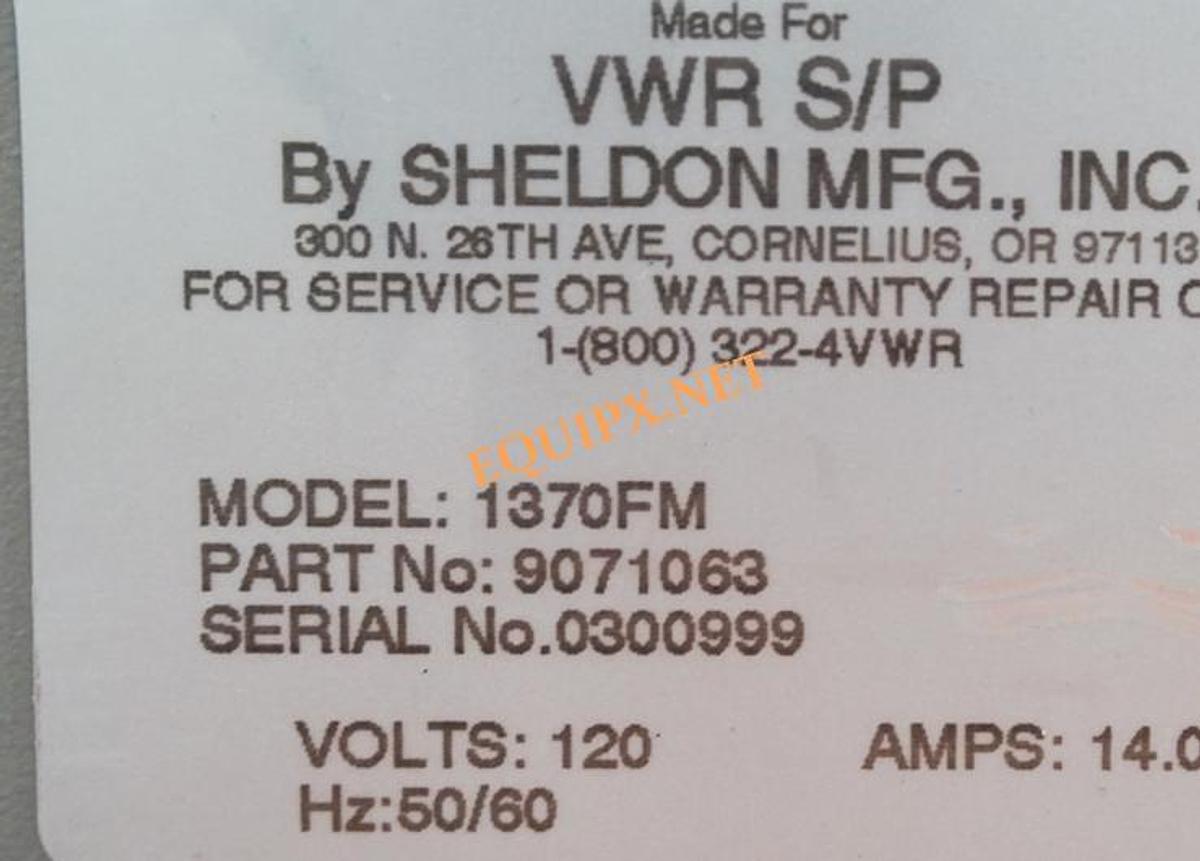 Made For
VWR S/P
By SHELDON MFG., INC.
300 N. 26TH AVE, CORNELIUS, OR 97113
FOR SERVICE OR WARRANTY REPAIR
1-(800) 322-4VWR
EQUIPX.NET
MODEL: 1370FM
PART No: 9071063
SERIAL No.0300999
VOLTS: 120 AMPS: 14.0
Hz:50/60